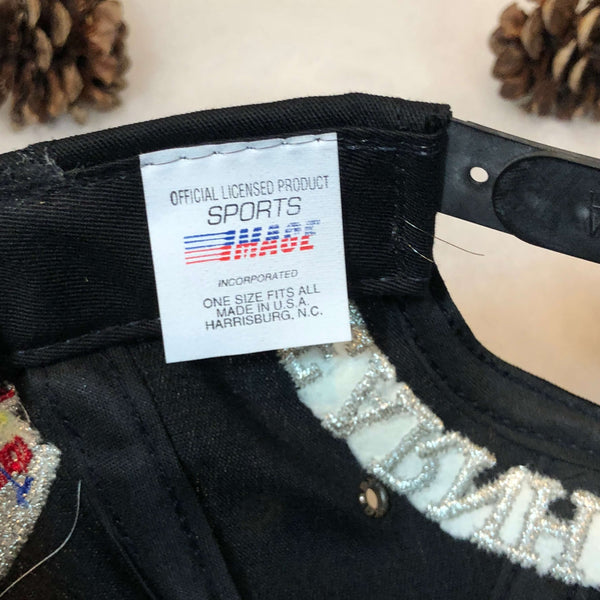 OFFICIAL LICENSED PRODUCT
SPORTS
IMAGE
INCORPORATED
ONE SIZE FITS ALL
MADE IN U.S.A.
HARRISBURG, N.C.